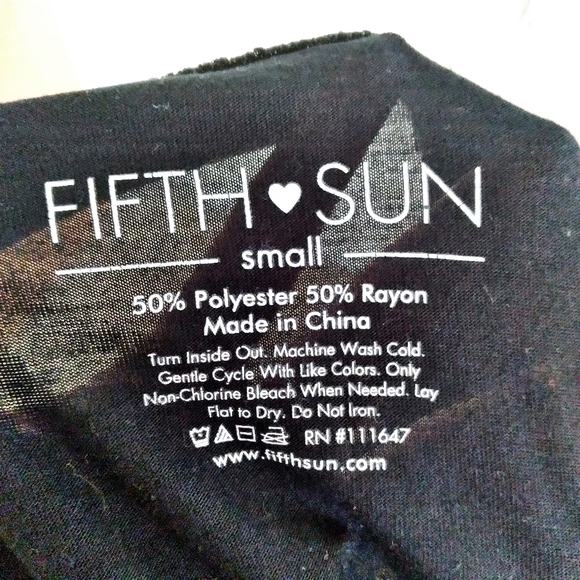 FIFTH ♥ SUN
small
50% Polyester 50% Rayon
Made in China
Turn Inside Out. Machine Wash Cold.
Gentle Cycle With Like Colors. Only
Non-Chlorine Bleach When Needed. Lay
Flat to Dry. Do Not Iron.
RN #111647
www.fifthsun.com